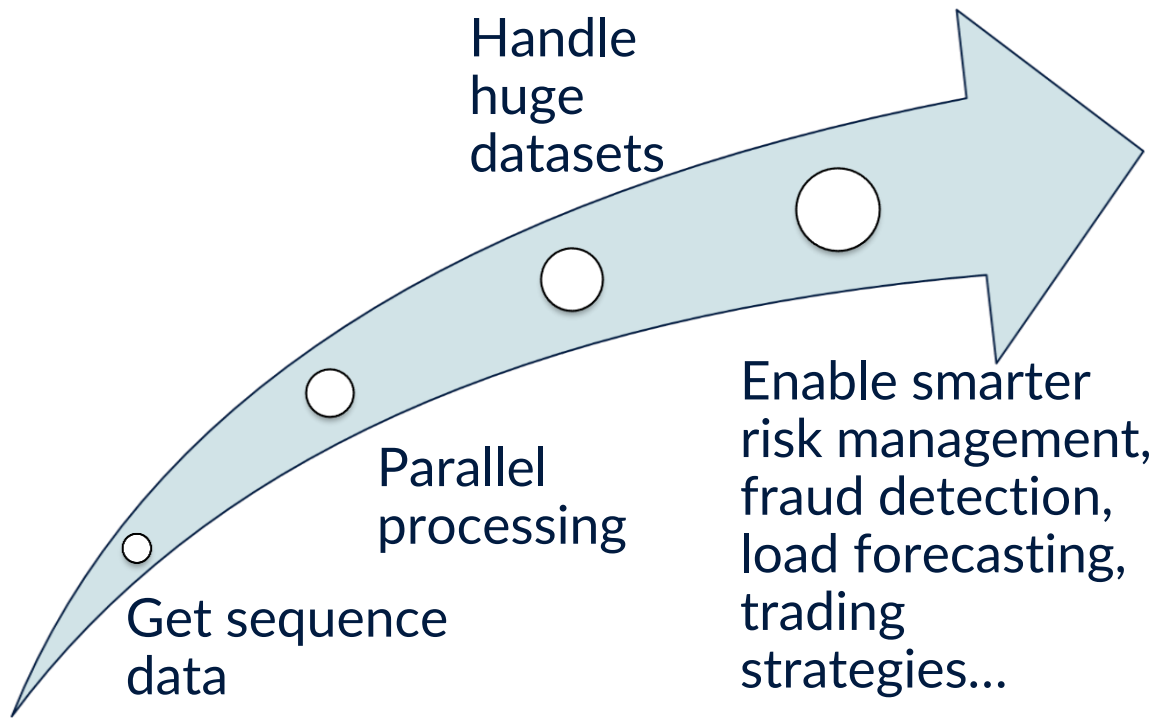 Handle
huge
datasets
Parallel
processing
Get sequence
data
Enable smarter
risk management,
fraud detection,
load forecasting,
trading
strategies…